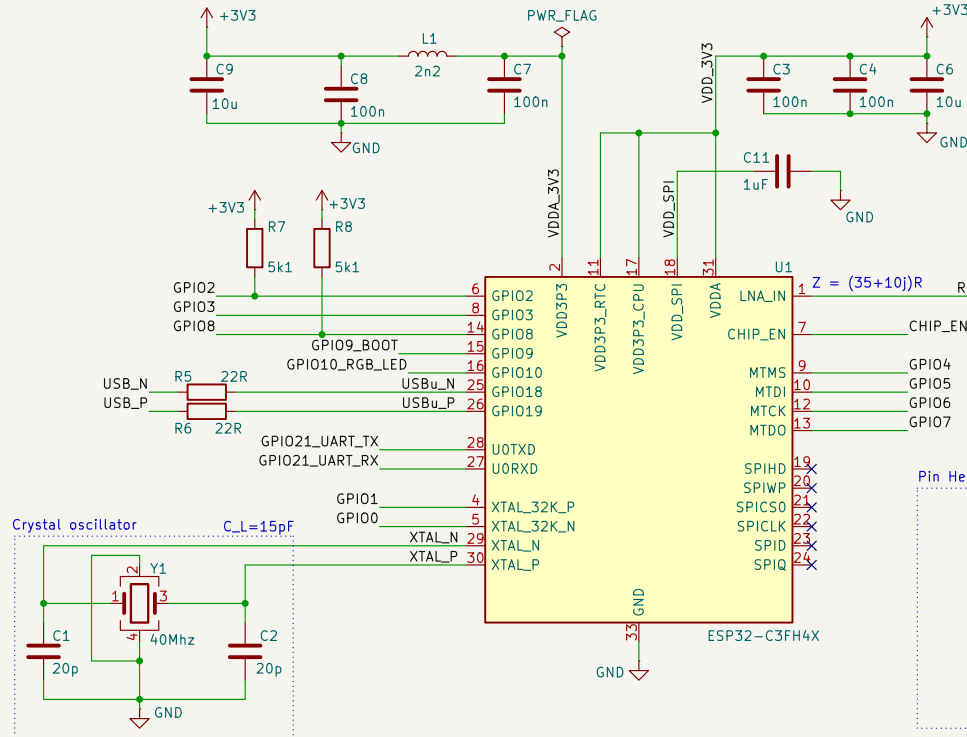 +3V3
PWR_FLAG
+3V3
L1
2n2
C9
10u
C8
100n
C7
100n
VDD_3V3
C3
100n
C4
100n
C6
10u
GND
GND
C11
1uF
GND
VDDA_3V3
VDD_SPI
+3V3
R7
5k1
+3V3
R8
5k1
U1
2
11
17
18
31
VDD3P3
VDD3P3_RTC
VDD3P3_CPU
VDD_SPI
VDDA
GPIO2
6
GPIO2
GPIO3
8
GPIO3
GPIO8
14
GPIO8
GPIO9_BOOT
15
GPIO9
GPIO10_RGB_LED
16
GPIO10
USB_N
R5
22R
USBu_N
25
GPIO18
USB_P
R6
22R
USBu_P
26
GPIO19
GPIO21_UART_TX
28
U0TXD
GPIO21_UART_RX
27
U0RXD
GPIO1
4
XTAL_32K_P
GPIO0
5
XTAL_32K_N
XTAL_N
29
XTAL_N
XTAL_P
30
XTAL_P
LNA_IN
1
Z = (35+10j)R
R
CHIP_EN
7
CHIP_EN
MTMS
9
GPIO4
MTDI
10
GPIO5
MTCK
12
GPIO6
MTDO
13
GPIO7
SPIHD
19
SPIWP
20
SPICS0
21
SPICLK
22
SPID
23
SPIQ
24
GND
33
GND
ESP32-C3FH4X
Pin He
Crystal oscillator
C_L=15pF
Y1
2
1
3
4
40Mhz
C1
20p
C2
20p
GND